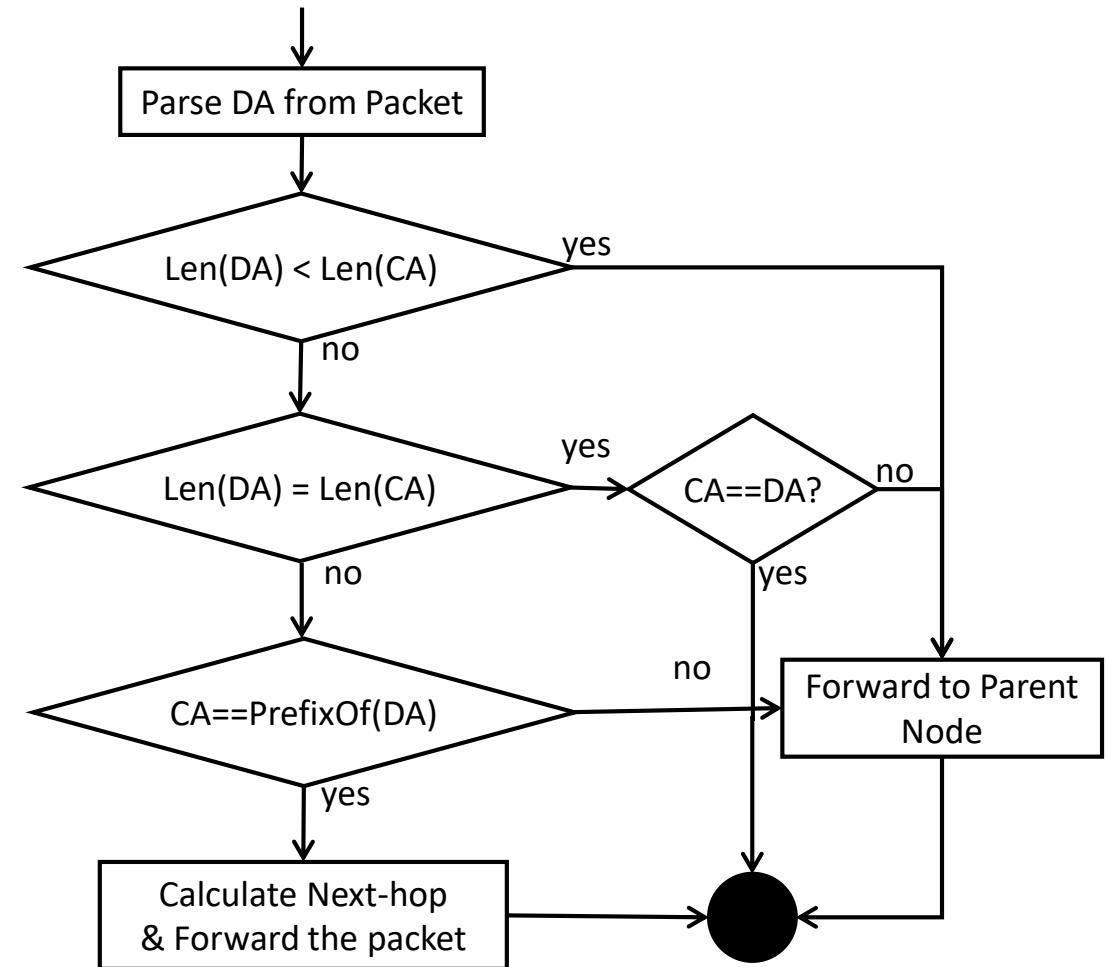 Parse DA from Packet
Len(DA) < Len(CA)
yes
no
Len(DA) = Len(CA)
yes
CA==DA?
no
no
yes
CA==PrefixOf(DA)
no
Forward to Parent
Node
yes
Calculate Next-hop
& Forward the packet